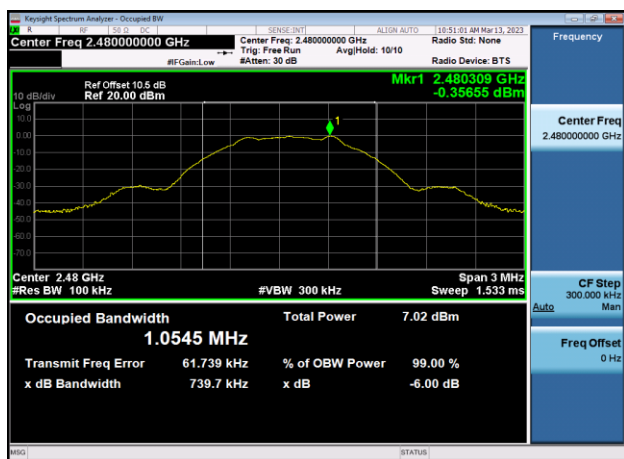 Keysight Spectrum Analyzer - Occupied BW
R RF 50 Ω DC SENSE:INT ALIGN AUTO 10:51:01 AM Mar 13, 2023
Center Freq 2.480000000 GHz Center Freq: 2.480000000 GHz Radio Std: None Frequency
Trig: Free Run Avg|Hold: 10/10
#IFGain:Low #Atten: 30 dB Radio Device: BTS
Ref Offset 10.5 dB Mkr1 2.480309 GHz
10 dB/div Ref 20.00 dBm -0.35655 dBm
Log
10.0
1
0.00
-10.0
-20.0
-30.0
-40.0
-50.0
-60.0
-70.0
Center Freq
2.480000000 GHz
Center 2.48 GHz Span 3 MHz
#Res BW 100 kHz #VBW 300 kHz Sweep 1.533 ms
CF Step
300.000 kHz
Auto Man
Occupied Bandwidth Total Power 7.02 dBm
1.0545 MHz
Transmit Freq Error 61.739 kHz % of OBW Power 99.00 %
x dB Bandwidth 739.7 kHz x dB -6.00 dB
Freq Offset
0 Hz
MSG STATUS